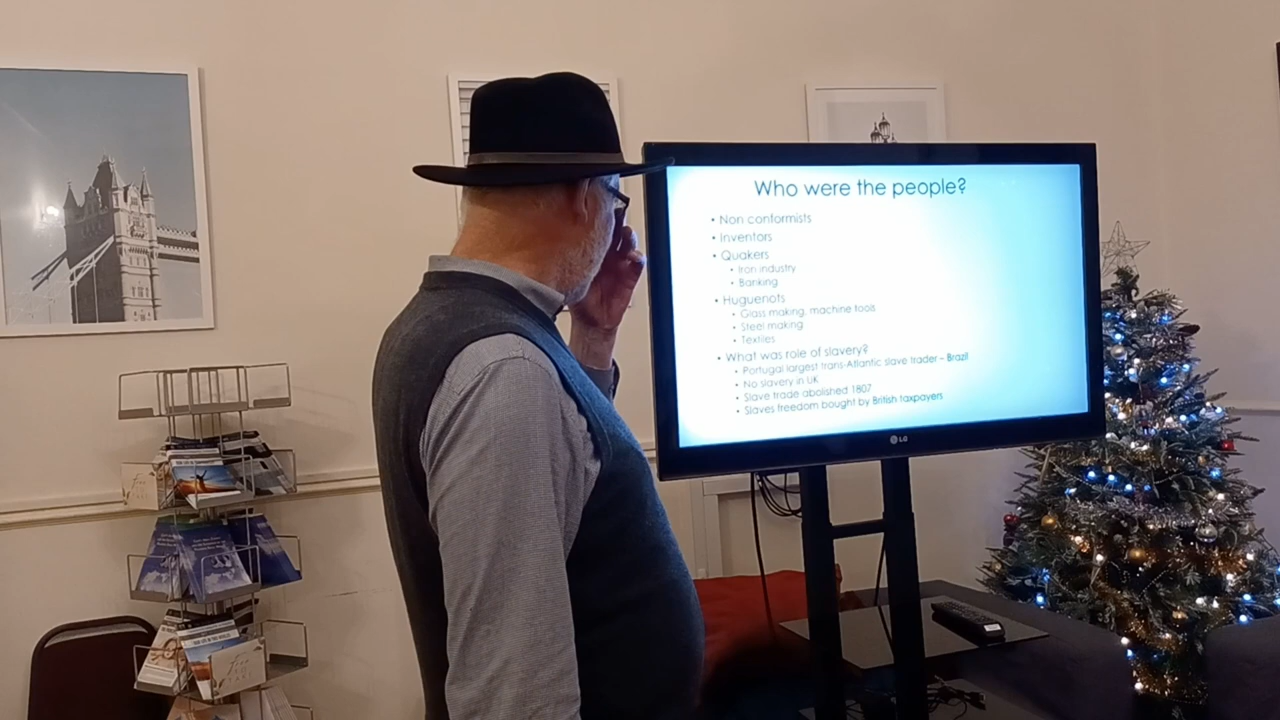 Who were the people?
• Non conformists
• Inventors
• Quakers
• Iron industry
• Banking
• Huguenots
• Glass making, machine tools
• Steel making
• Textiles
• What was role of slavery?
• Portugal largest trans-Atlantic slave trader – Brazil
• No slavery in UK
• Slave trade abolished 1807
• Slaves freedom bought by British taxpayers
LG